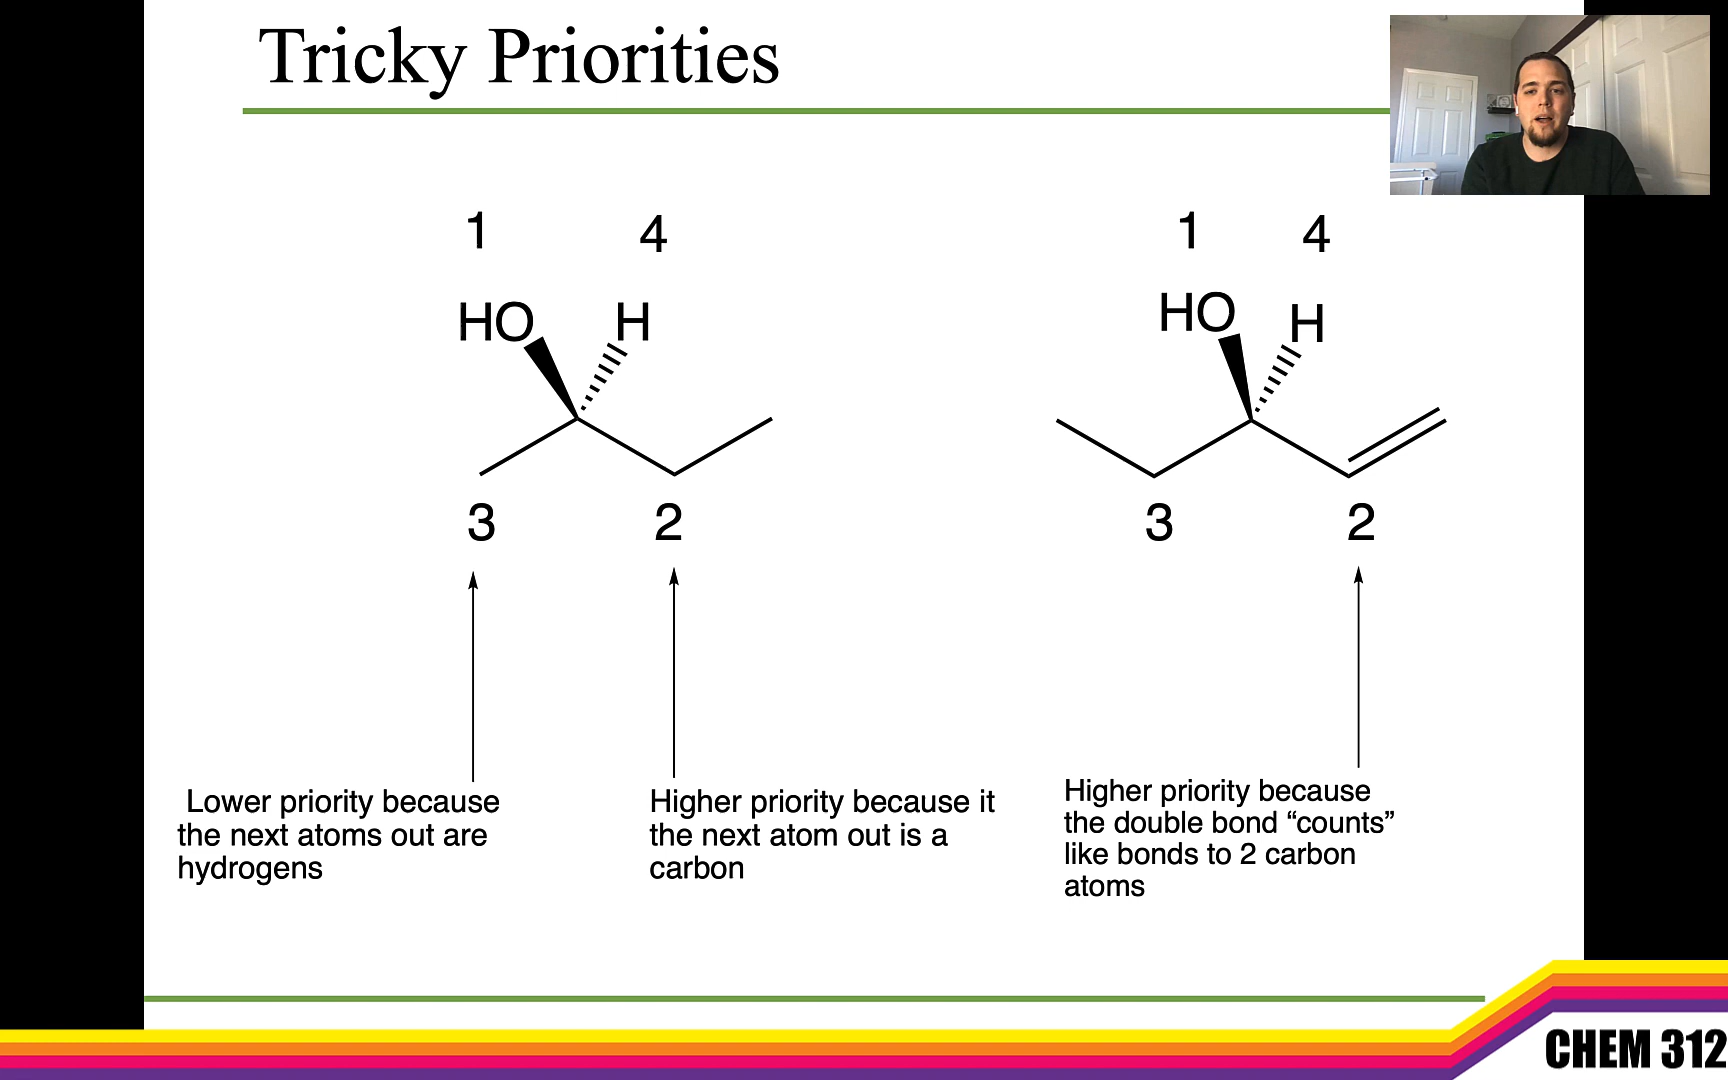 Tricky Priorities
1 4
HO H
3 2
1 4
HO H
3 2
Lower priority because
the next atoms out are
hydrogens
Higher priority because it
the next atom out is a
carbon
Higher priority because
the double bond “counts”
like bonds to 2 carbon
atoms
CHEM 312